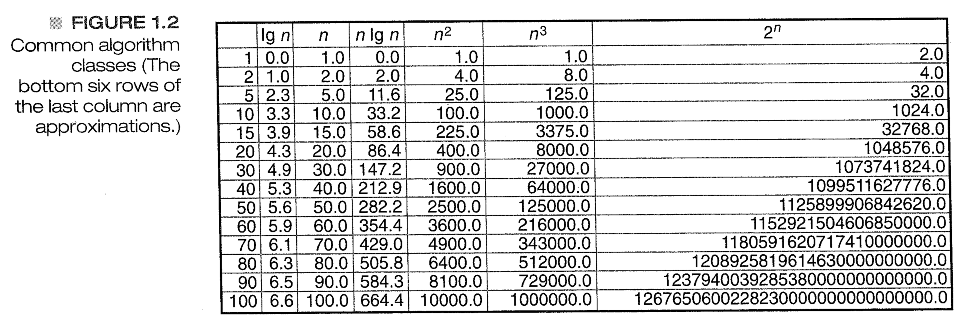 FIGURE 1.2
Common algorithm
classes (The
bottom six rows of
the last column are
approximations.)
lg n n n lg n n² n³ 2ⁿ
1 0.0 1.0 0.0 1.0 1.0 2.0
2 1.0 2.0 2.0 4.0 8.0 4.0
5 2.3 5.0 11.6 25.0 125.0 32.0
10 3.3 10.0 33.2 100.0 1000.0 1024.0
15 3.9 15.0 58.6 225.0 3375.0 32768.0
20 4.3 20.0 86.4 400.0 8000.0 1048576.0
30 4.9 30.0 147.2 900.0 27000.0 1073741824.0
40 5.3 40.0 212.9 1600.0 64000.0 1099511627776.0
50 5.6 50.0 282.2 2500.0 125000.0 1125899906842620.0
60 5.9 60.0 354.4 3600.0 216000.0 1152921504606850000.0
70 6.1 70.0 429.0 4900.0 343000.0 1180591620717410000000.0
80 6.3 80.0 505.8 6400.0 512000.0 1208925819614630000000000.0
90 6.5 90.0 584.3 8100.0 729000.0 1237940039285380000000000000.0
100 6.6 100.0 664.4 10000.0 1000000.0 1267650600228230000000000000000.0